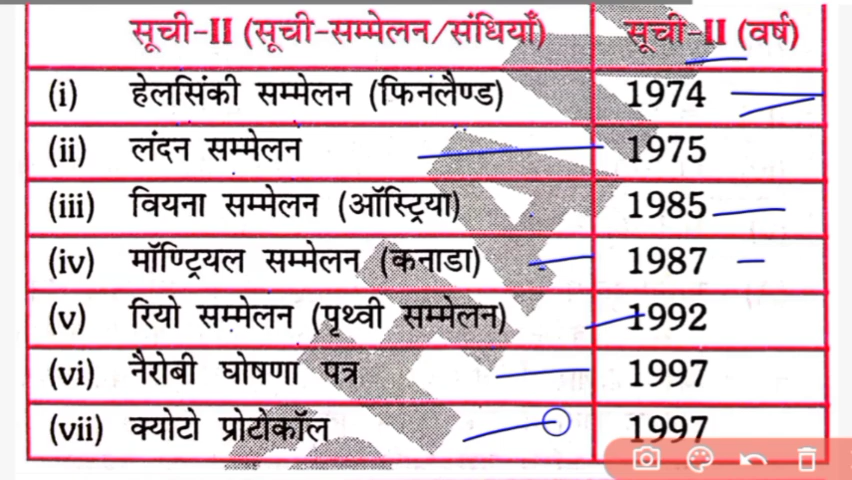 सूची-II (सूची-सम्मेलन/संधियाँ) सूची-II (वर्ष)
(i) हेलसिंकी सम्मेलन (फिनलैण्ड) 1974
(ii) लंदन सम्मेलन 1975
(iii) वियना सम्मेलन (ऑस्ट्रिया) 1985
(iv) मॉण्ट्रियल सम्मेलन (कनाडा) 1987
(v) रियो सम्मेलन (पृथ्वी सम्मेलन) 1992
(vi) नैरोबी घोषणा पत्र 1997
(vii) क्योटो प्रोटोकॉल 1997